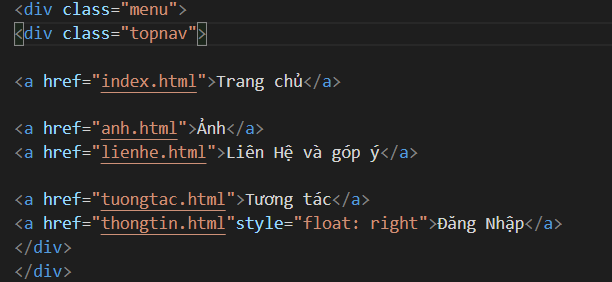 <div class="menu">
<div class="topnav">
<a href="index.html">Trang chủ</a>
<a href="anh.html">Ảnh</a>
<a href="lienhe.html">Liên Hệ và góp ý</a>
<a href="tuongtac.html">Tương tác</a>
<a href="thongtin.html"style="float: right">Đăng Nhập</a>
</div>
</div>